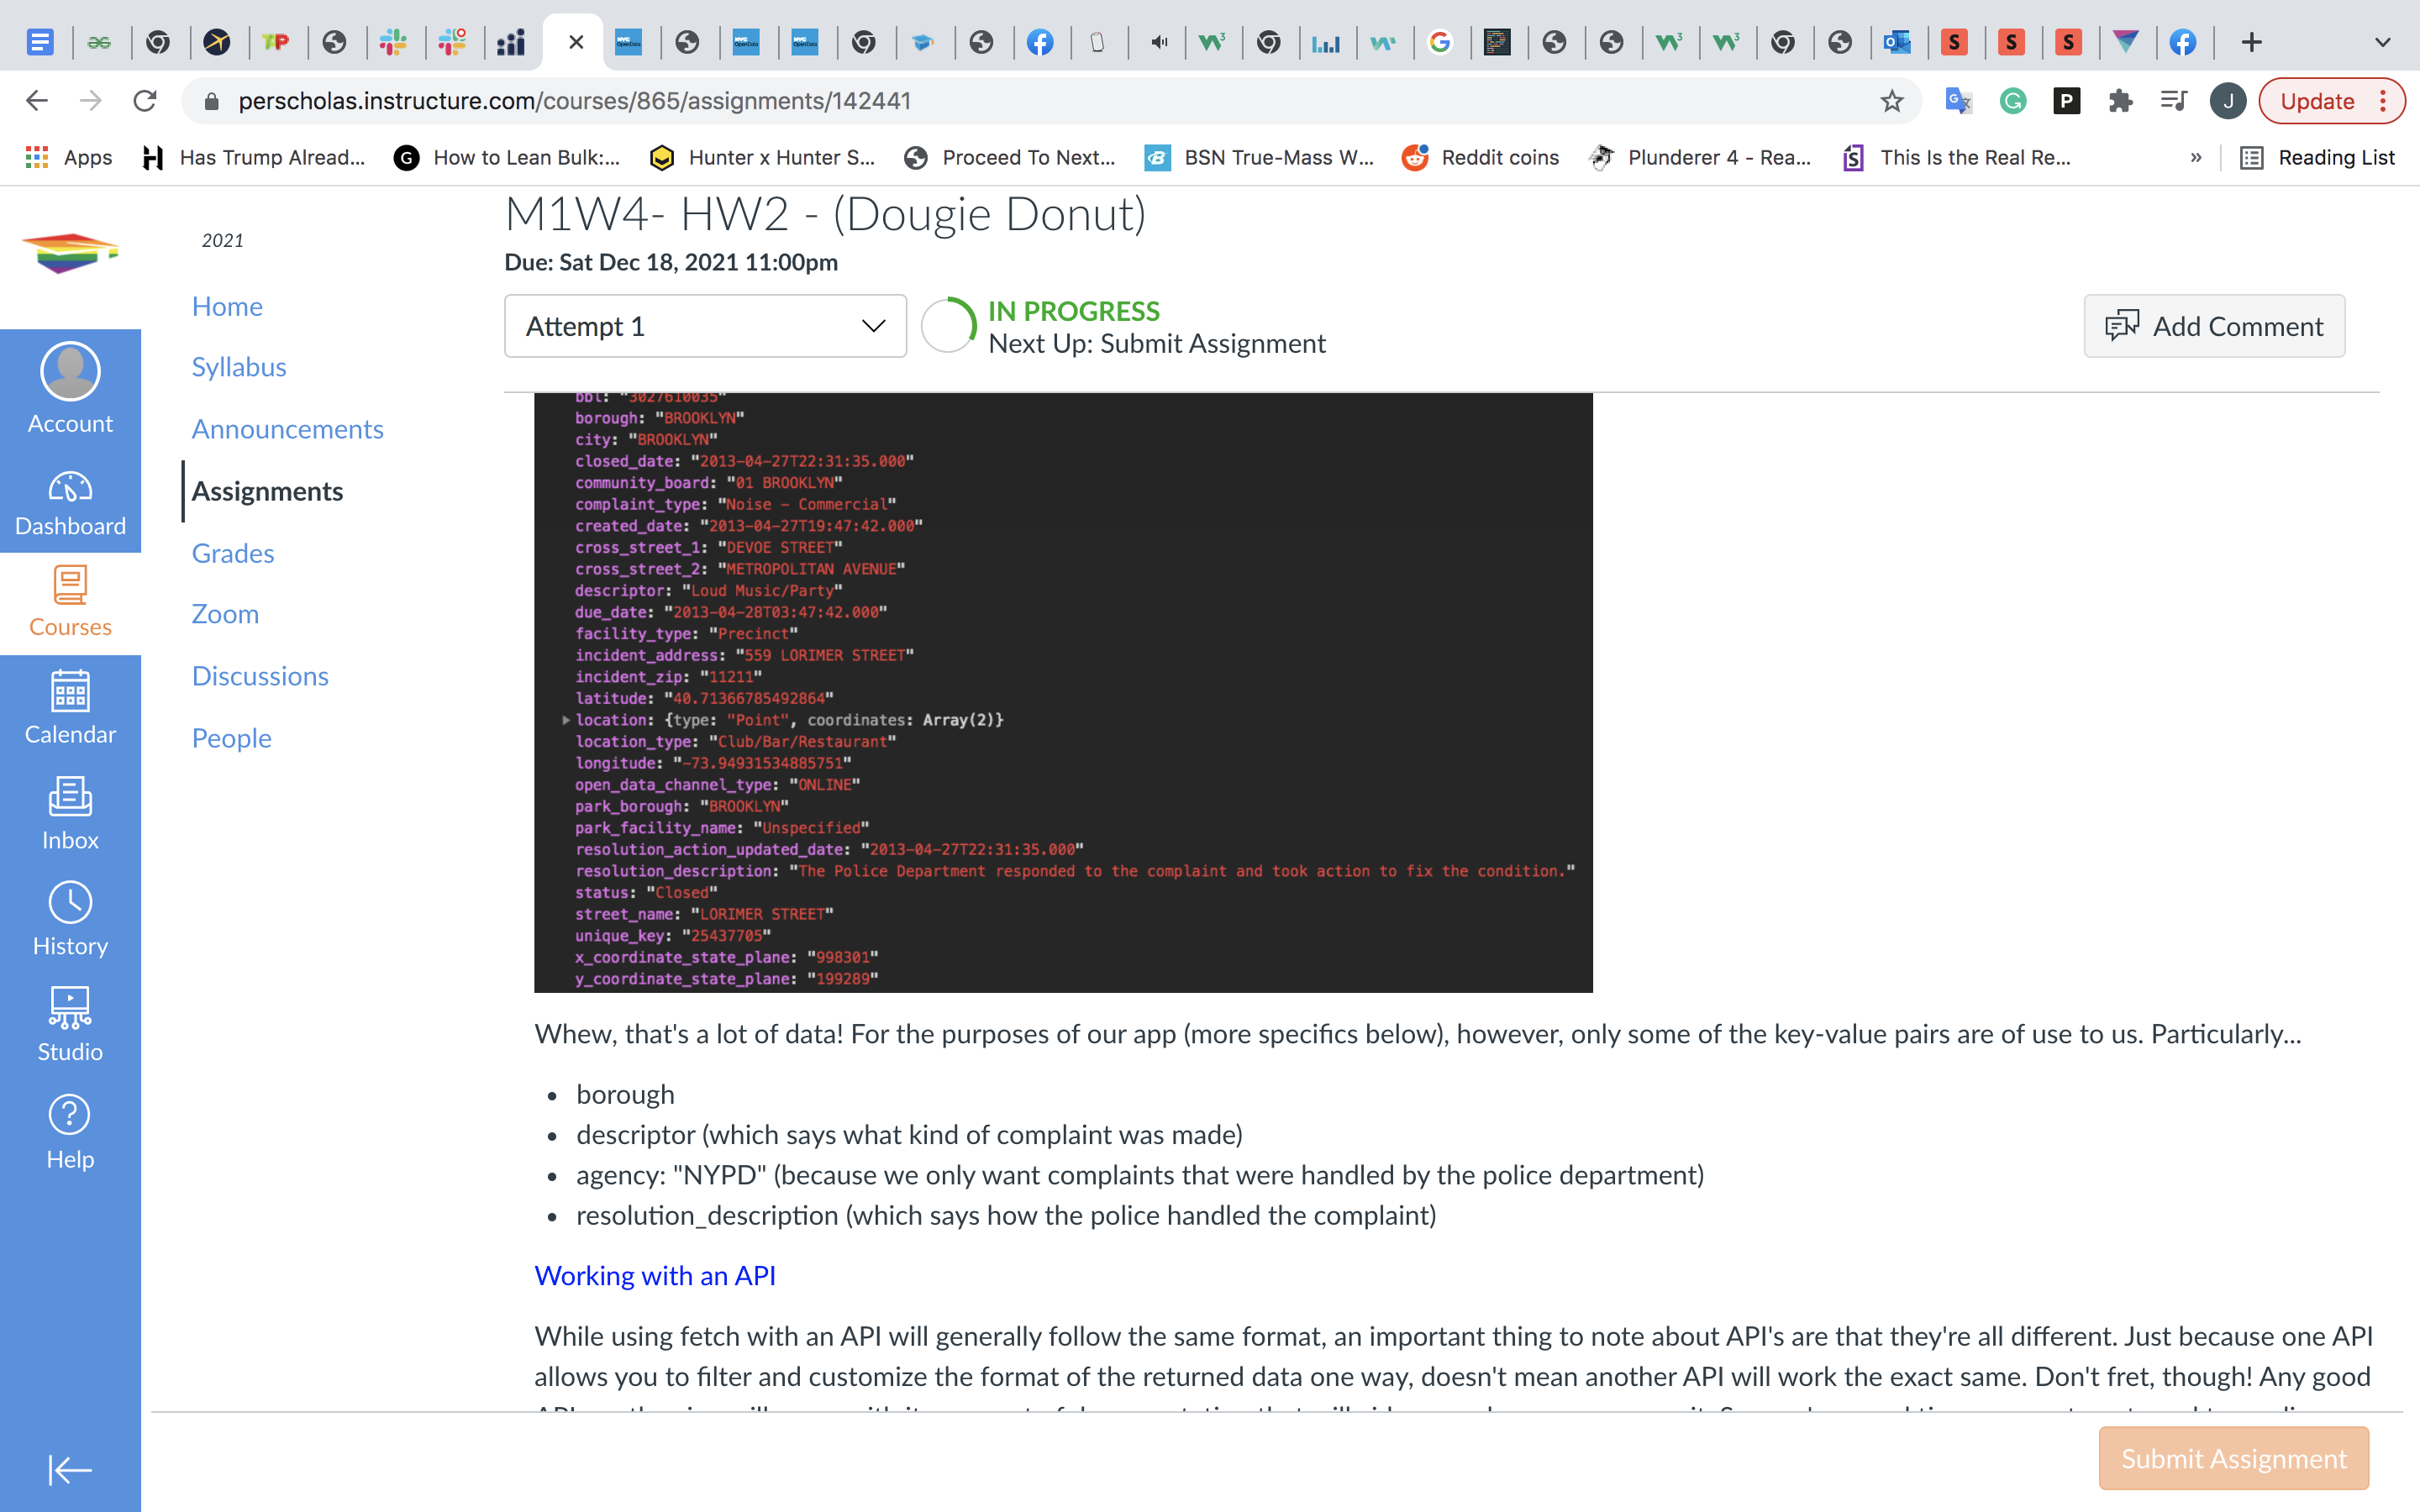 perscholas.instructure.com/courses/865/assignments/142441
Update
Apps
Has Trump Alread...
How to Lean Bulk:...
Hunter x Hunter S...
Proceed To Next...
BSN True-Mass W...
Reddit coins
Plunderer 4 - Rea...
This Is the Real Re...
»
Reading List
2021
Home
Syllabus
Announcements
Assignments
Grades
Zoom
Discussions
People
Account
Dashboard
Courses
Calendar
Inbox
History
Studio
Help
M1W4- HW2 - (Dougie Donut)
Due: Sat Dec 18, 2021 11:00pm
Attempt 1
IN PROGRESS
Next Up: Submit Assignment
Add Comment
bbl: "3027610035"
borough: "BROOKLYN"
city: "BROOKLYN"
closed_date: "2013-04-27T22:31:35.000"
community_board: "01 BROOKLYN"
complaint_type: "Noise – Commercial"
created_date: "2013-04-27T19:47:42.000"
cross_street_1: "DEVOE STREET"
cross_street_2: "METROPOLITAN AVENUE"
descriptor: "Loud Music/Party"
due_date: "2013-04-28T03:47:42.000"
facility_type: "Precinct"
incident_address: "559 LORIMER STREET"
incident_zip: "11211"
latitude: "40.71366785492864"
location: {type: "Point", coordinates: Array(2)}
location_type: "Club/Bar/Restaurant"
longitude: "-73.94931534885751"
open_data_channel_type: "ONLINE"
park_borough: "BROOKLYN"
park_facility_name: "Unspecified"
resolution_action_updated_date: "2013-04-27T22:31:35.000"
resolution_description: "The Police Department responded to the complaint and took action to fix the condition."
status: "Closed"
street_name: "LORIMER STREET"
unique_key: "25437705"
x_coordinate_state_plane: "998301"
y_coordinate_state_plane: "199289"
Whew, that's a lot of data! For the purposes of our app (more specifics below), however, only some of the key-value pairs are of use to us. Particularly...
• borough
• descriptor (which says what kind of complaint was made)
• agency: "NYPD" (because we only want complaints that were handled by the police department)
• resolution_description (which says how the police handled the complaint)
Working with an API
While using fetch with an API will generally follow the same format, an important thing to note about API's are that they're all different. Just because one API
allows you to filter and customize the format of the returned data one way, doesn't mean another API will work the exact same. Don't fret, though! Any good
Submit Assignment